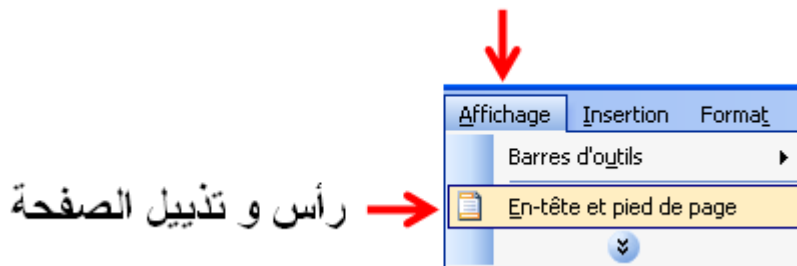 Affichage Insertion Format
Barres d'outils
رأس و تذييل الصفحة
En-tête et pied de page